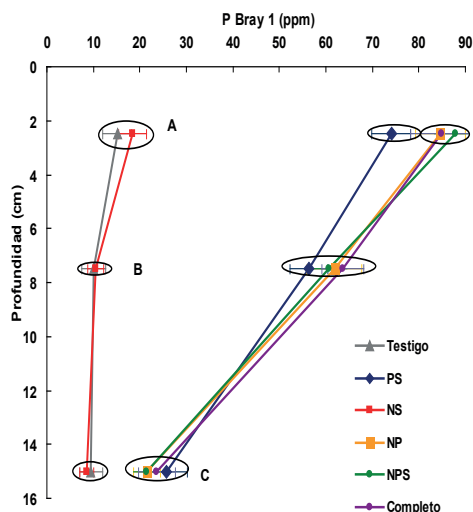 P Bray 1 (ppm)
0 10 20 30 40 50 60 70 80 90
0
2
4
6
8
10
12
14
16
Profundidad (cm)
A
B
C
Testigo
PS
NS
NP
NPS
Completo